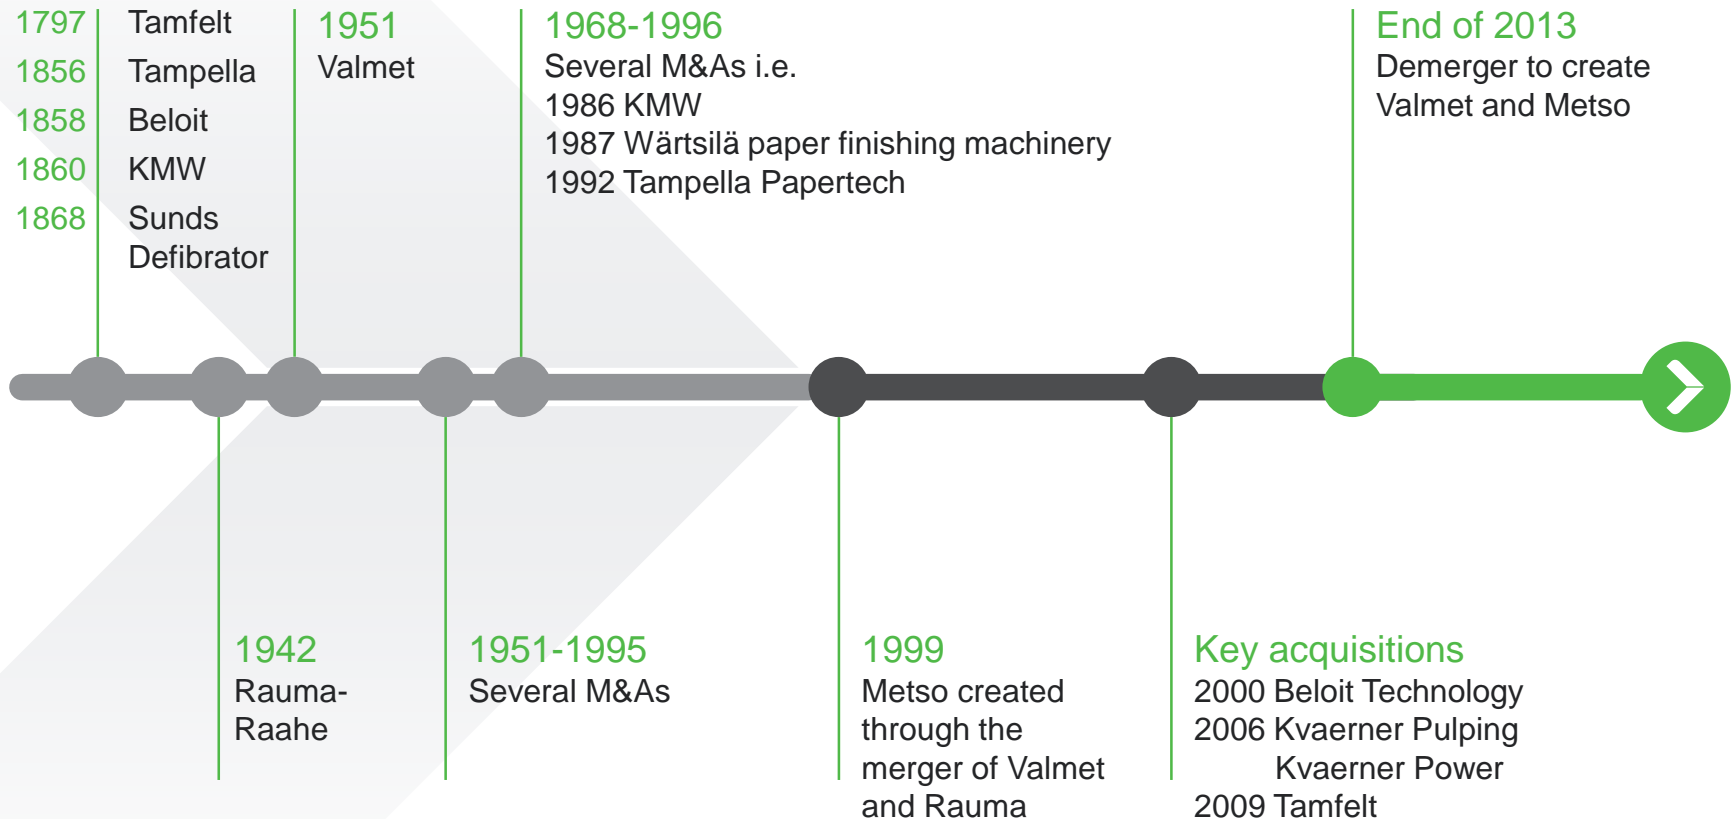 1797 Tamfelt
1856 Tampella
1858 Beloit
1860 KMW
1868 Sunds
Defibrator
1951
Valmet
1968-1996
Several M&As i.e.
1986 KMW
1987 Wärtsilä paper finishing machinery
1992 Tampella Papertech
End of 2013
Demerger to create
Valmet and Metso
1942
Rauma-
Raahe
1951-1995
Several M&As
1999
Metso created
through the
merger of Valmet
and Rauma
Key acquisitions
2000 Beloit Technology
2006 Kvaerner Pulping
Kvaerner Power
2009 Tamfelt